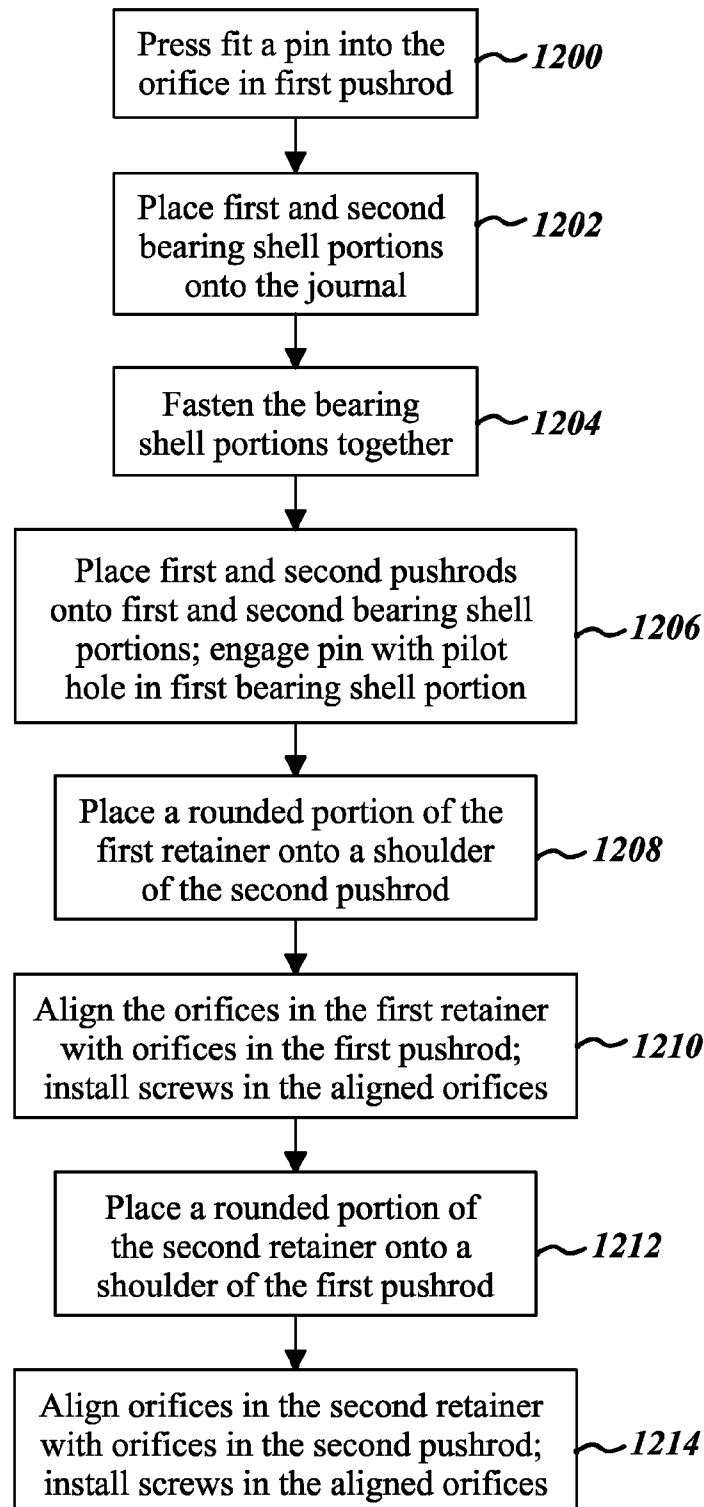 Press fit a pin into the
orifice in first pushrod
1200
Place first and second
bearing shell portions
onto the journal
1202
Fasten the bearing
shell portions together
1204
Place first and second pushrods
onto first and second bearing shell
portions; engage pin with pilot
hole in first bearing shell portion
1206
Place a rounded portion of the
first retainer onto a shoulder
of the second pushrod
1208
Align the orifices in the first retainer
with orifices in the first pushrod;
install screws in the aligned orifices
1210
Place a rounded portion of
the second retainer onto a
shoulder of the first pushrod
1212
Align orifices in the second retainer
with orifices in the second pushrod;
install screws in the aligned orifices
1214